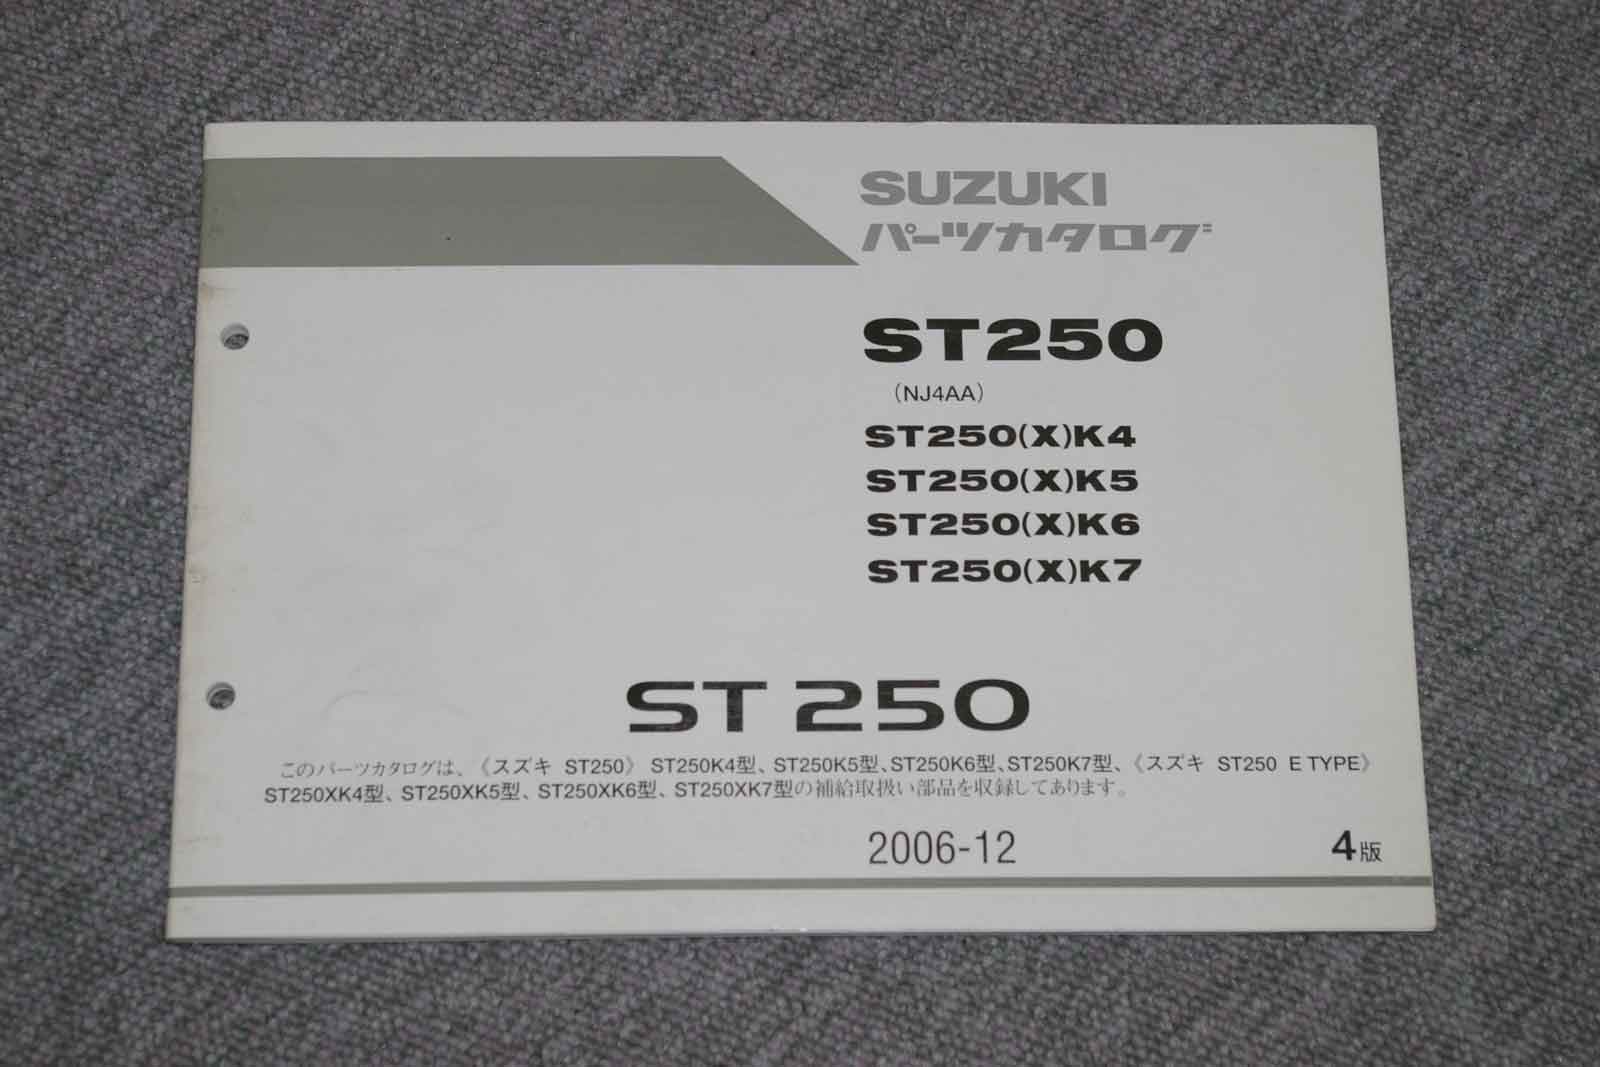 SUZUKI
パーツカタログ
ST250
(NJ4AA)
ST250(X)K4
ST250(X)K5
ST250(X)K6
ST250(X)K7
ST 250
このパーツカタログは、《スズキ ST250》 ST250K4型、ST250K5型、ST250K6型、ST250K7型、《スズキ ST250 E TYPE》
ST250XK4型、ST250XK5型、ST250XK6型、ST250XK7型の補給取扱い部品を収録してあります。
2006-12
4版